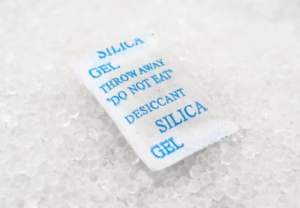 SILICA
GEL
THROW AWAY
"DO NOT EAT"
DESICCANT
SILICA
GEL